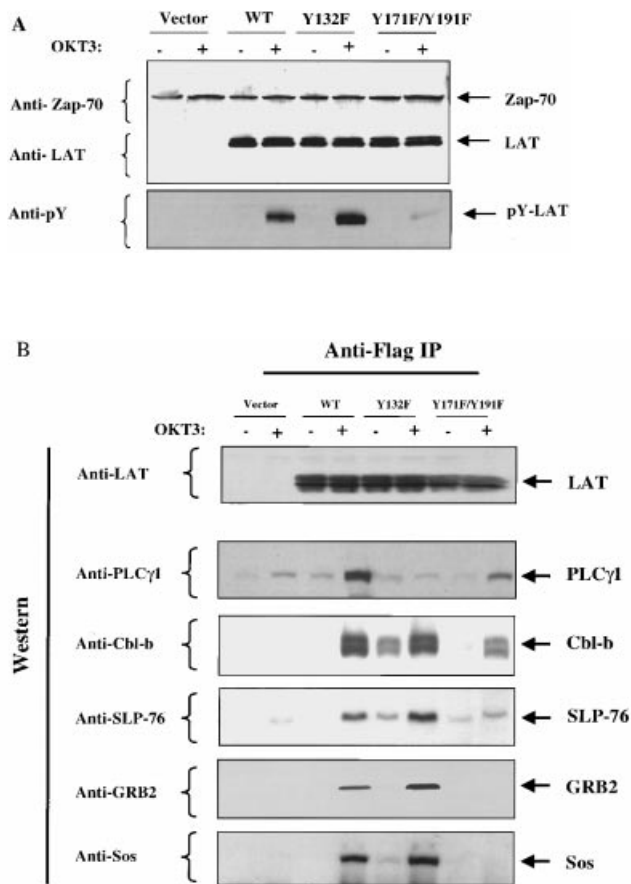 A
Vector WT Y132F Y171F/Y191F
OKT3: - + - + - + - +
Anti- Zap-70 Zap-70
Anti- LAT LAT
Anti-pY pY-LAT
B
Anti-Flag IP
Vector WT Y132F Y171F/Y191F
OKT3: - + - + - + - +
Western
Anti-LAT LAT
Anti-PLCγ1 PLCγ1
Anti-Cbl-b Cbl-b
Anti-SLP-76 SLP-76
Anti-GRB2 GRB2
Anti-Sos Sos